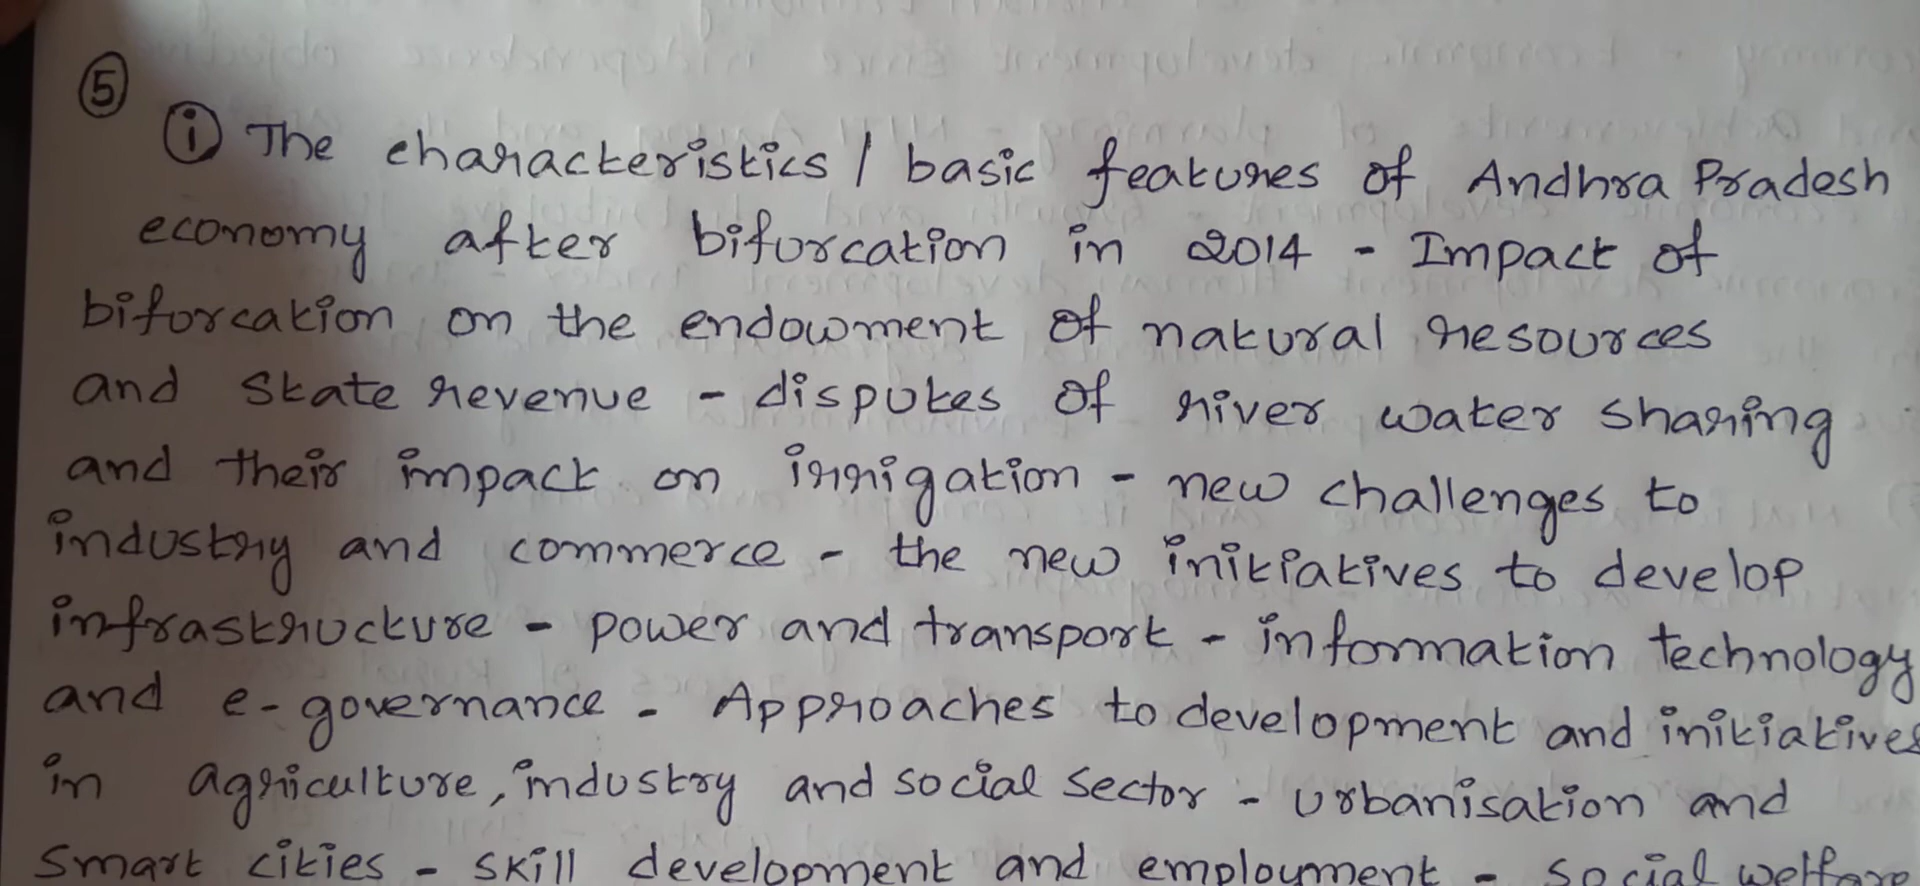 ⑤
ⓘ The characteristics / basic features of Andhra Pradesh
economy after bifurcation in 2014 - Impact of
biforcation on the endowment of natural resources
and State revenue - disputes of river water sharing
and their impact on irrigation - new challenges to
industry and commerce - the new initiatives to develop
infrastructure - power and transport - information technology
and e-governance - Approaches to development and initiatives
in agriculture, industry and social sector - urbanisation and
Smart cities - skill development and employment - social welfare